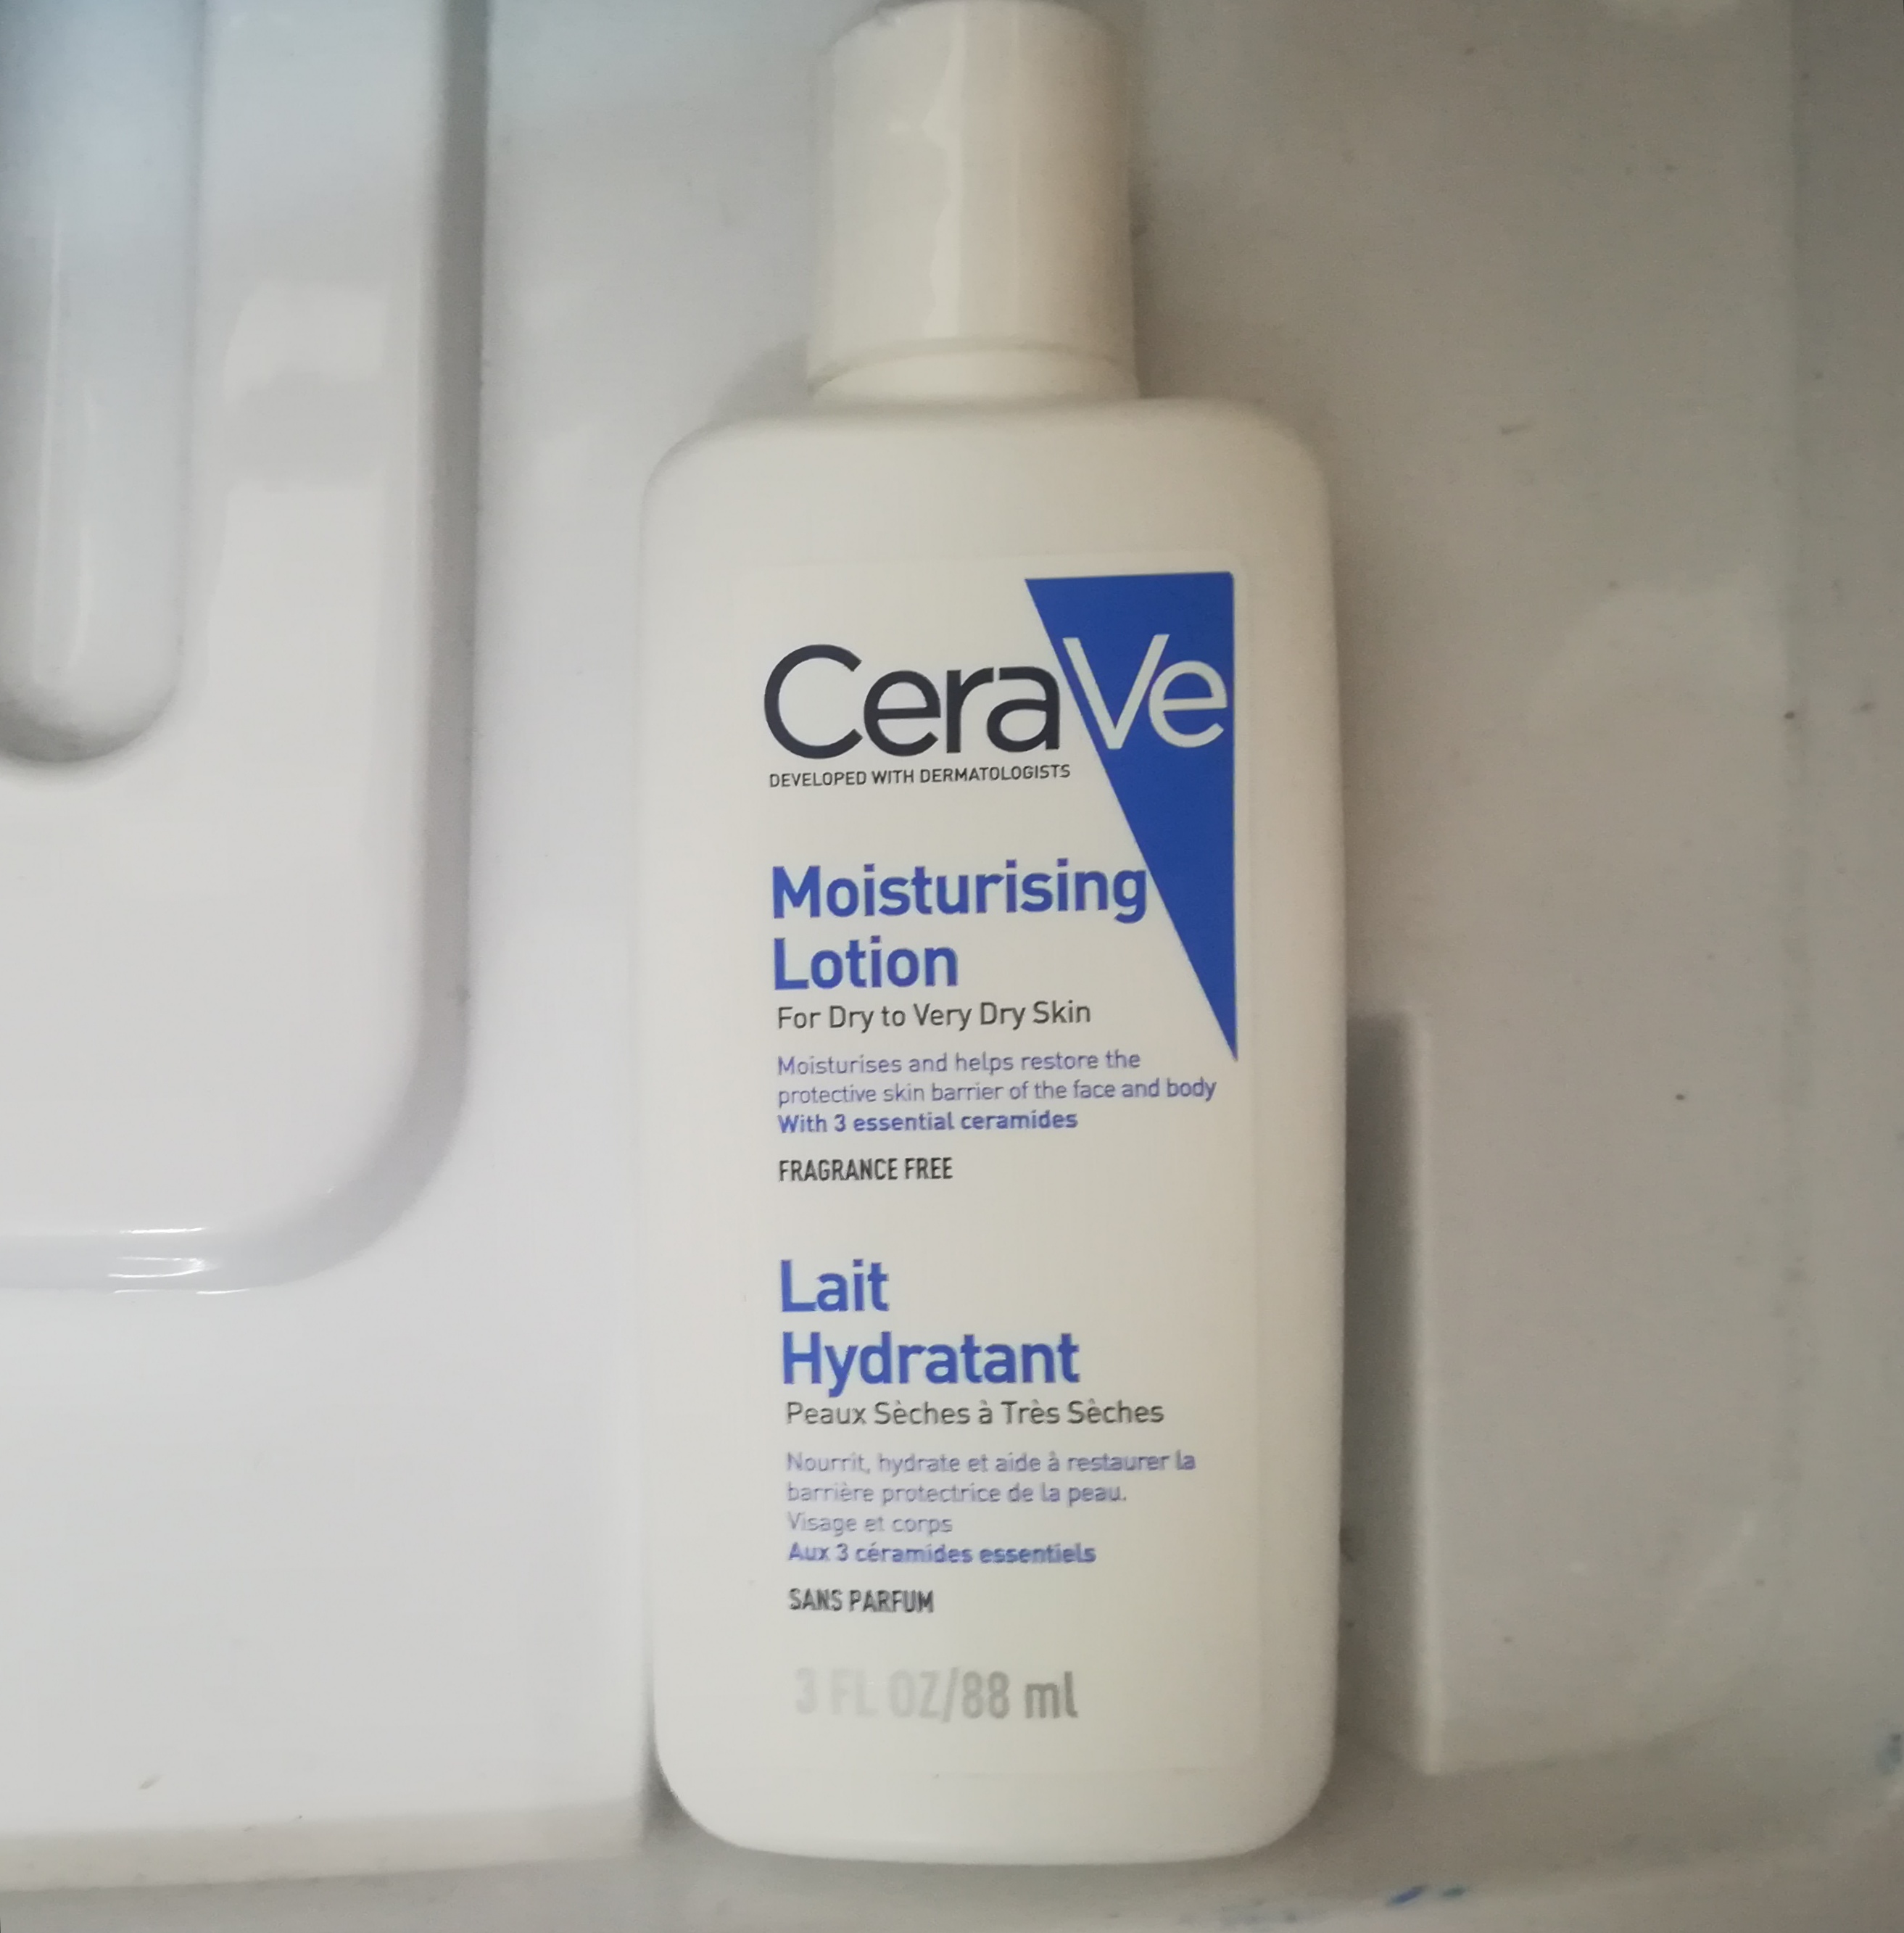 CeraVe
DEVELOPED WITH DERMATOLOGISTS
Moisturising
Lotion
For Dry to Very Dry Skin
Moisturises and helps restore the
protective skin barrier of the face and body
With 3 essential ceramides
FRAGRANCE FREE
Lait
Hydratant
Peaux Sèches à Très Sèches
Nourrit, hydrate et aide à restaurer la
barrière protectrice de la peau.
Visage et corps
Aux 3 céramides essentiels
SANS PARFUM
3 FL OZ/88 ml